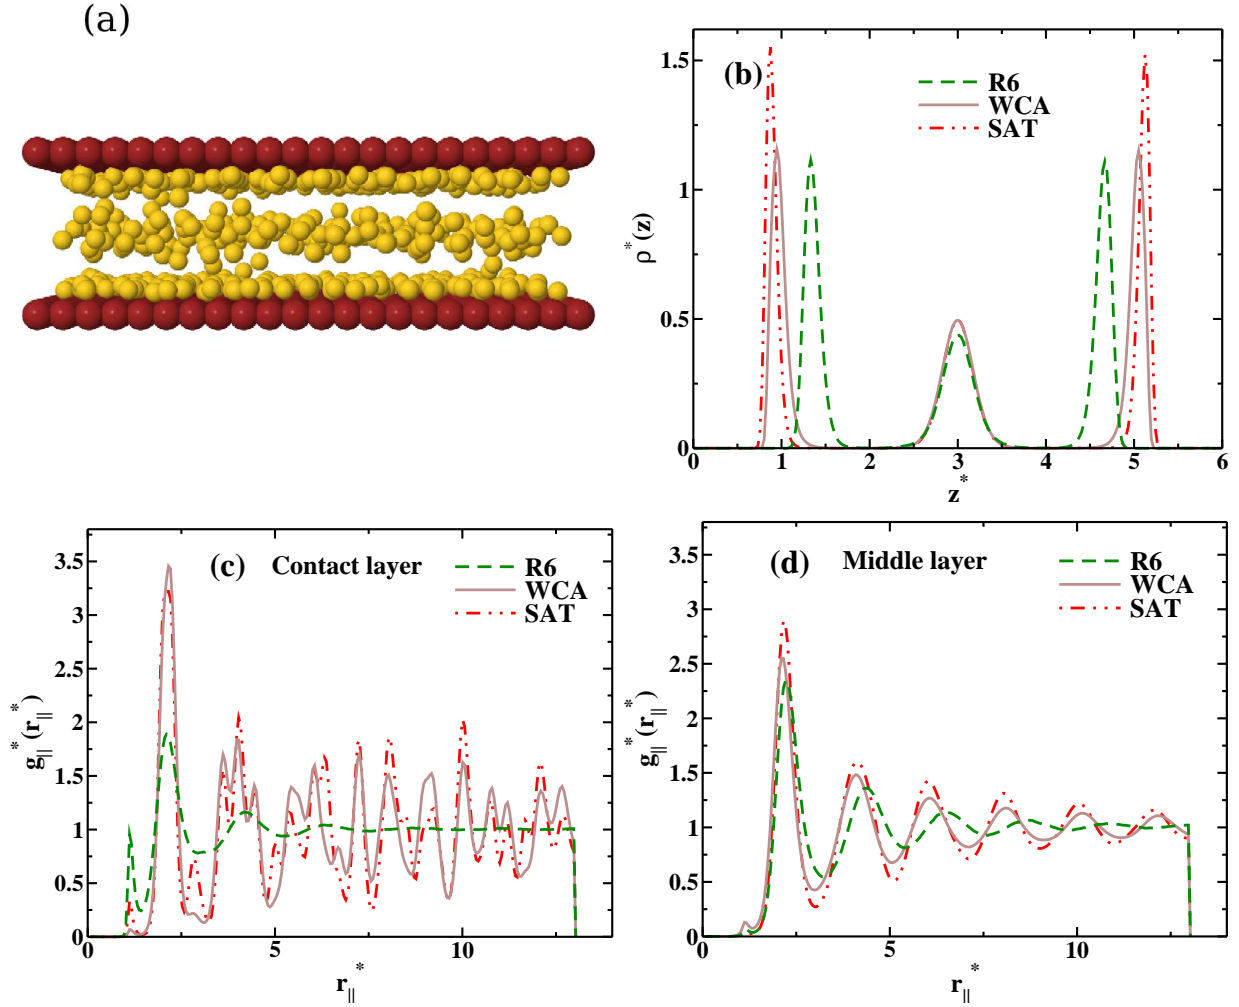 (a)
(b)
R6
WCA
SAT
1.5
1
0.5
0
ρ*(z)
0 1 2 3 4 5 6
z*
(c) Contact layer
R6
WCA
SAT
3.5
3
2.5
2
1.5
1
0.5
0
g||*(r||*)
0 5 10
r||*
(d) Middle layer
R6
WCA
SAT
3.5
3
2.5
2
1.5
1
0.5
0
g||*(r||*)
0 5 10
r||*